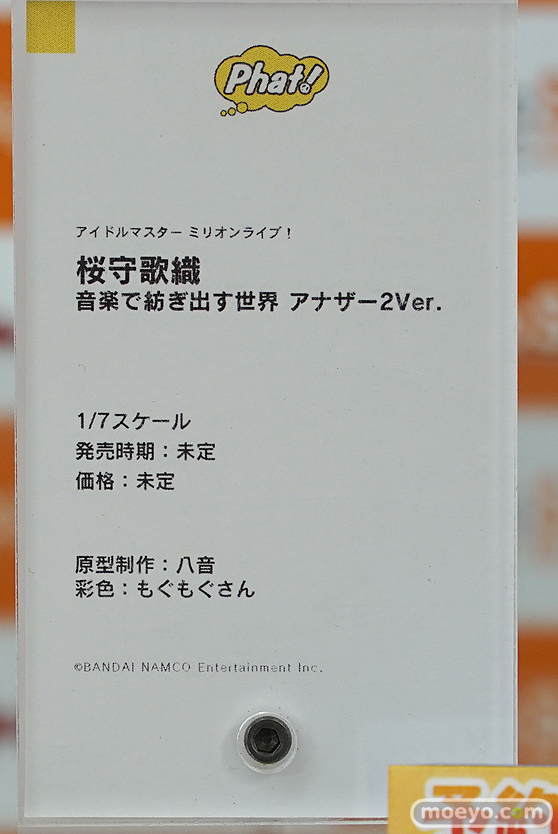 Phat!
アイドルマスター ミリオンライブ！
桜守歌織
音楽で紡ぎ出す世界 アナザー2Ver.
1/7スケール
発売時期：未定
価格：未定
原型制作：八音
彩色：もぐもぐさん
©BANDAI NAMCO Entertainment Inc.
予約
moeyo.com